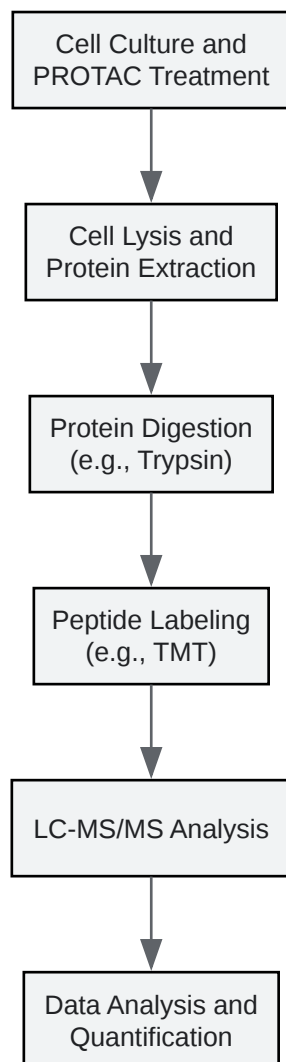 Cell Culture and
PROTAC Treatment
Cell Lysis and
Protein Extraction
Protein Digestion
(e.g., Trypsin)
Peptide Labeling
(e.g., TMT)
LC-MS/MS Analysis
Data Analysis and
Quantification